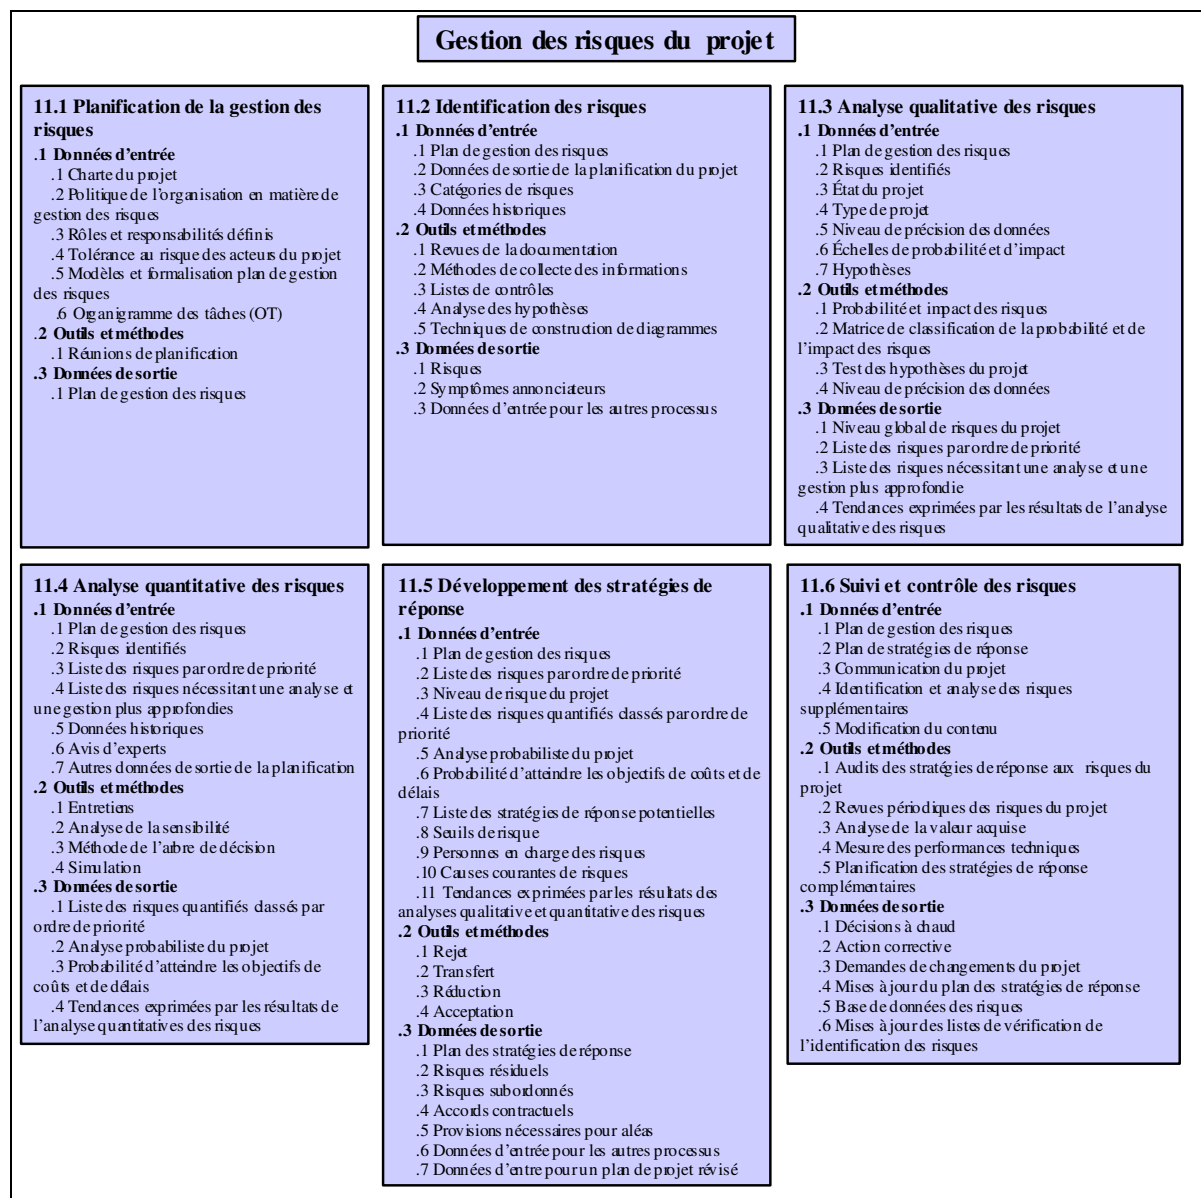 Gestion des risques du projet
11.1 Planification de la gestion des
risques
.1 Données d'entrée
.1 Charte du projet
.2 Politique de l'organisation en matière de
gestion des risques
.3 Rôles et responsabilités définis
.4 Tolérance au risque des acteurs du projet
.5 Modèles et formalisation plan de gestion
des risques
.6 Organigramme des tâches (OT)
.2 Outils et méthodes
.1 Réunions de planification
.3 Données de sortie
.1 Plan de gestion des risques
11.2 Identification des risques
.1 Données d'entrée
.1 Plan de gestion des risques
.2 Données de sortie de la planification du projet
.3 Catégories de risques
.4 Données historiques
.2 Outils et méthodes
.1 Revues de la documentation
.2 Méthodes de collecte des informations
.3 Listes de contrôles
.4 Analyse des hypothèses
.5 Techniques de construction de diagrammes
.3 Données de sortie
.1 Risques
.2 Symptômes annonciateurs
.3 Données d'entrée pour les autres processus
11.3 Analyse qualitative des risques
.1 Données d'entrée
.1 Plan de gestion des risques
.2 Risques identifiés
.3 État du projet
.4 Type de projet
.5 Niveau de précision des données
.6 Échelles de probabilité et d'impact
.7 Hypothèses
.2 Outils et méthodes
.1 Probabilité et impact des risques
.2 Matrice de classification de la probabilité et de
l'impact des risques
.3 Test des hypothèses du projet
.4 Niveau de précision des données
.3 Données de sortie
.1 Niveau global de risques du projet
.2 Liste des risques par ordre de priorité
.3 Liste des risques nécessitant une analyse et une
gestion plus approfondie
.4 Tendances exprimées par les résultats de l'analyse
qualitative des risques
11.4 Analyse quantitative des risques
.1 Données d'entrée
.1 Plan de gestion des risques
.2 Risques identifiés
.3 Liste des risques par ordre de priorité
.4 Liste des risques nécessitant une analyse et
une gestion plus approfondies
.5 Données historiques
.6 Avis d'experts
.7 Autres données de sortie de la planification
.2 Outils et méthodes
.1 Entretiens
.2 Analyse de la sensibilité
.3 Méthode de l'arbre de décision
.4 Simulation
.3 Données de sortie
.1 Liste des risques quantifiés classés par
ordre de priorité
.2 Analyse probabiliste du projet
.3 Probabilité d'atteindre les objectifs de
coûts et de délais
.4 Tendances exprimées par les résultats de
l'analyse quantitatives des risques
11.5 Développement des stratégies de
réponse
.1 Données d'entrée
.1 Plan de gestion des risques
.2 Liste des risques par ordre de priorité
.3 Niveau de risque du projet
.4 Liste des risques quantifiés classés par ordre de
priorité
.5 Analyse probabiliste du projet
.6 Probabilité d'atteindre les objectifs de coûts et de
délais
.7 Liste des stratégies de réponse potentielles
.8 Seuils de risque
.9 Personnes en charge des risques
.10 Causes courantes de risques
.11 Tendances exprimées par les résultats des
analyses qualitative et quantitative des risques
.2 Outils et méthodes
.1 Rejet
.2 Transfert
.3 Réduction
.4 Acceptation
.3 Données de sortie
.1 Plan des stratégies de réponse
.2 Risques résiduels
.3 Risques subordonnés
.4 Accords contractuels
.5 Provisions nécessaires pour aléas
.6 Données d'entrée pour les autres processus
.7 Données d'entre pour un plan de projet révisé
11.6 Suivi et contrôle des risques
.1 Données d'entrée
.1 Plan de gestion des risques
.2 Plan de stratégies de réponse
.3 Communication du projet
.4 Identification et analyse des risques
supplémentaires
.5 Modification du contenu
.2 Outils et méthodes
.1 Audits des stratégies de réponse aux risques du
projet
.2 Revues périodiques des risques du projet
.3 Analyse de la valeur acquise
.4 Mesure des performances techniques
.5 Planification des stratégies de réponse
complémentaires
.3 Données de sortie
.1 Décisions à chaud
.2 Action corrective
.3 Demandes de changements du projet
.4 Mises à jour du plan des stratégies de réponse
.5 Base de données des risques
.6 Mises à jour des listes de vérification de
l'identification des risques